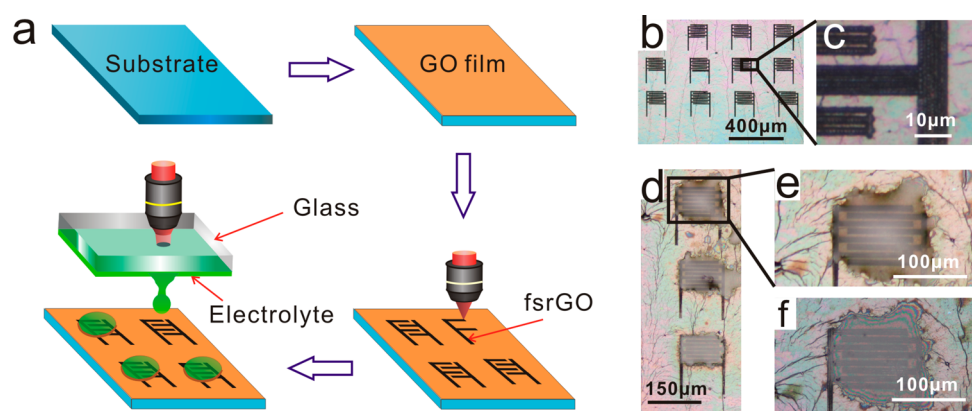 a
Substrate
GO film
Glass
Electrolyte
fsrGO
b
400μm
c
10μm
d
150μm
e
100μm
f
100μm